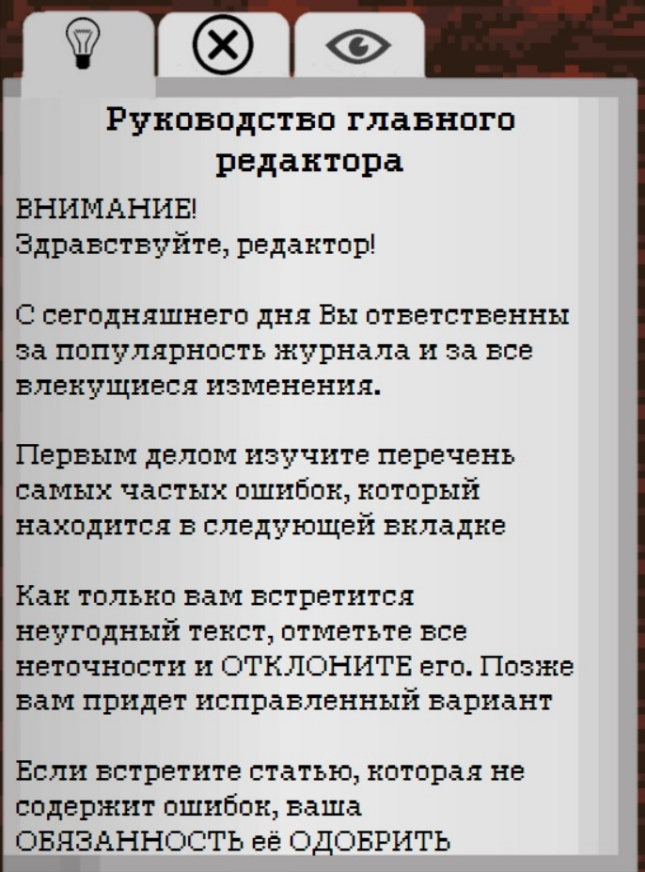 Руководство главного
редактора
ВНИМАНИЕ!
Здравствуйте, редактор!
С сегодняшнего дня Вы ответственны
за популярность журнала и за все
влекущиеся изменения.
Первым делом изучите перечень
самых частых ошибок, который
находится в следующей вкладке
Как только вам встретится
неугодный текст, отметьте все
неточности и ОТКЛОНИТЕ его. Позже
вам придет исправленный вариант
Если встретите статью, которая не
содержит ошибок, ваша
ОБЯЗАННОСТЬ её ОДОБРИТЬ